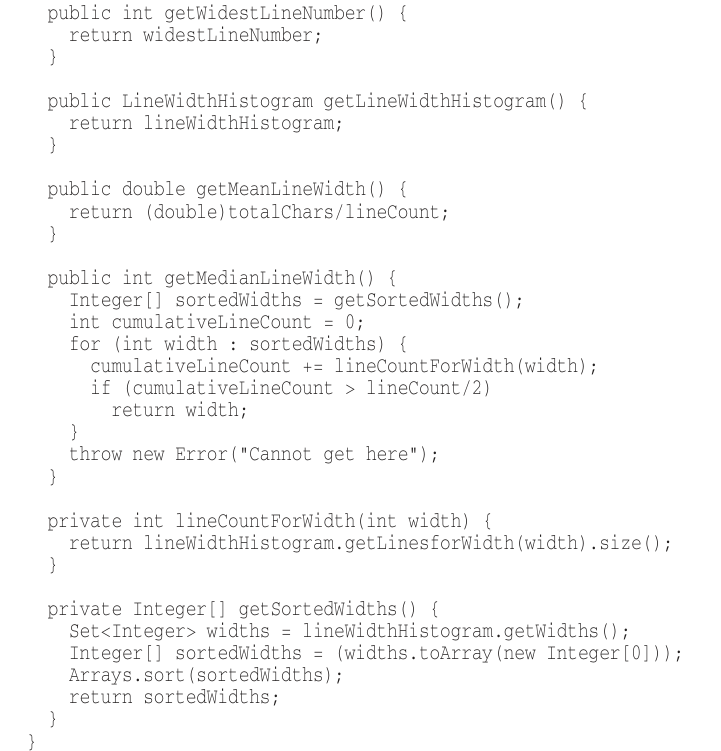 public int getWidestLineNumber() {
    return widestLineNumber;
  }

  public LineWidthHistogram getLineWidthHistogram() {
    return lineWidthHistogram;
  }

  public double getMeanLineWidth() {
    return (double)totalChars/lineCount;
  }

  public int getMedianLineWidth() {
    Integer[] sortedWidths = getSortedWidths();
    int cumulativeLineCount = 0;
    for (int width : sortedWidths) {
      cumulativeLineCount += lineCountForWidth(width);
      if (cumulativeLineCount > lineCount/2)
        return width;
    }
    throw new Error("Cannot get here");
  }

  private int lineCountForWidth(int width) {
    return lineWidthHistogram.getLinesforWidth(width).size();
  }

  private Integer[] getSortedWidths() {
    Set<Integer> widths = lineWidthHistogram.getWidths();
    Integer[] sortedWidths = (widths.toArray(new Integer[0]));
    Arrays.sort(sortedWidths);
    return sortedWidths;
  }
}